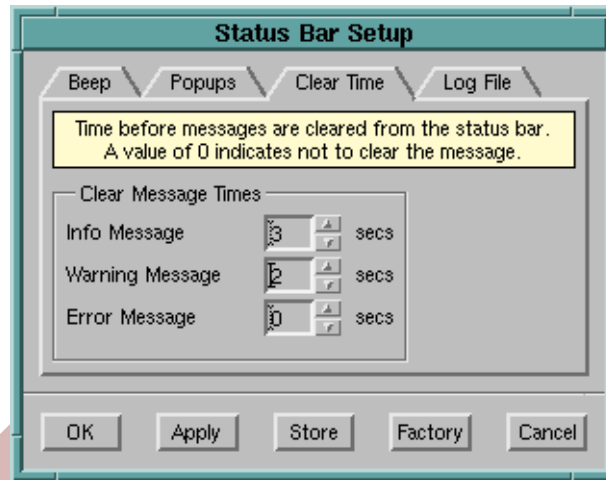 Status Bar Setup
Beep Popups Clear Time Log File
Time before messages are cleared from the status bar.
A value of 0 indicates not to clear the message.
Clear Message Times
Info Message 3 secs
Warning Message 2 secs
Error Message 0 secs
OK Apply Store Factory Cancel